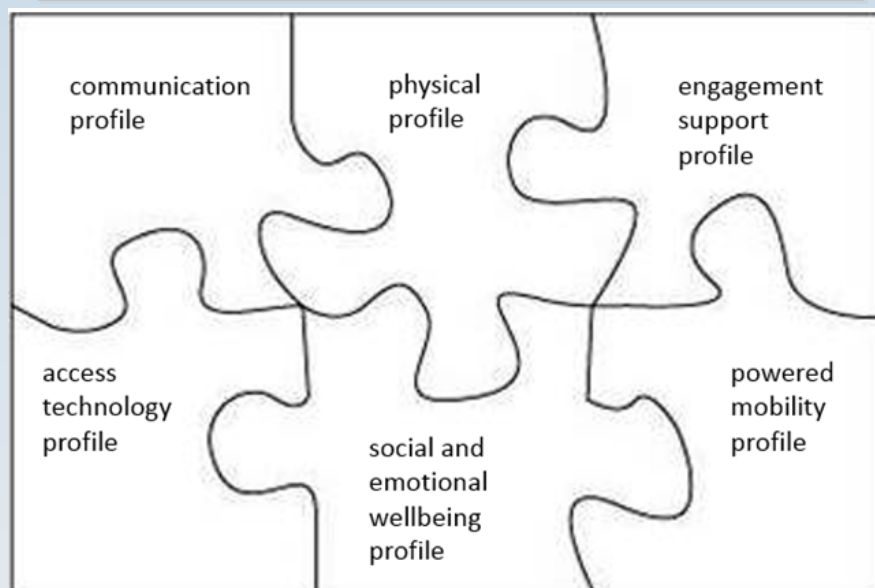 communication
profile
physical
profile
engagement
support
profile
access
technology
profile
social and
emotional
wellbeing
profile
powered
mobility
profile